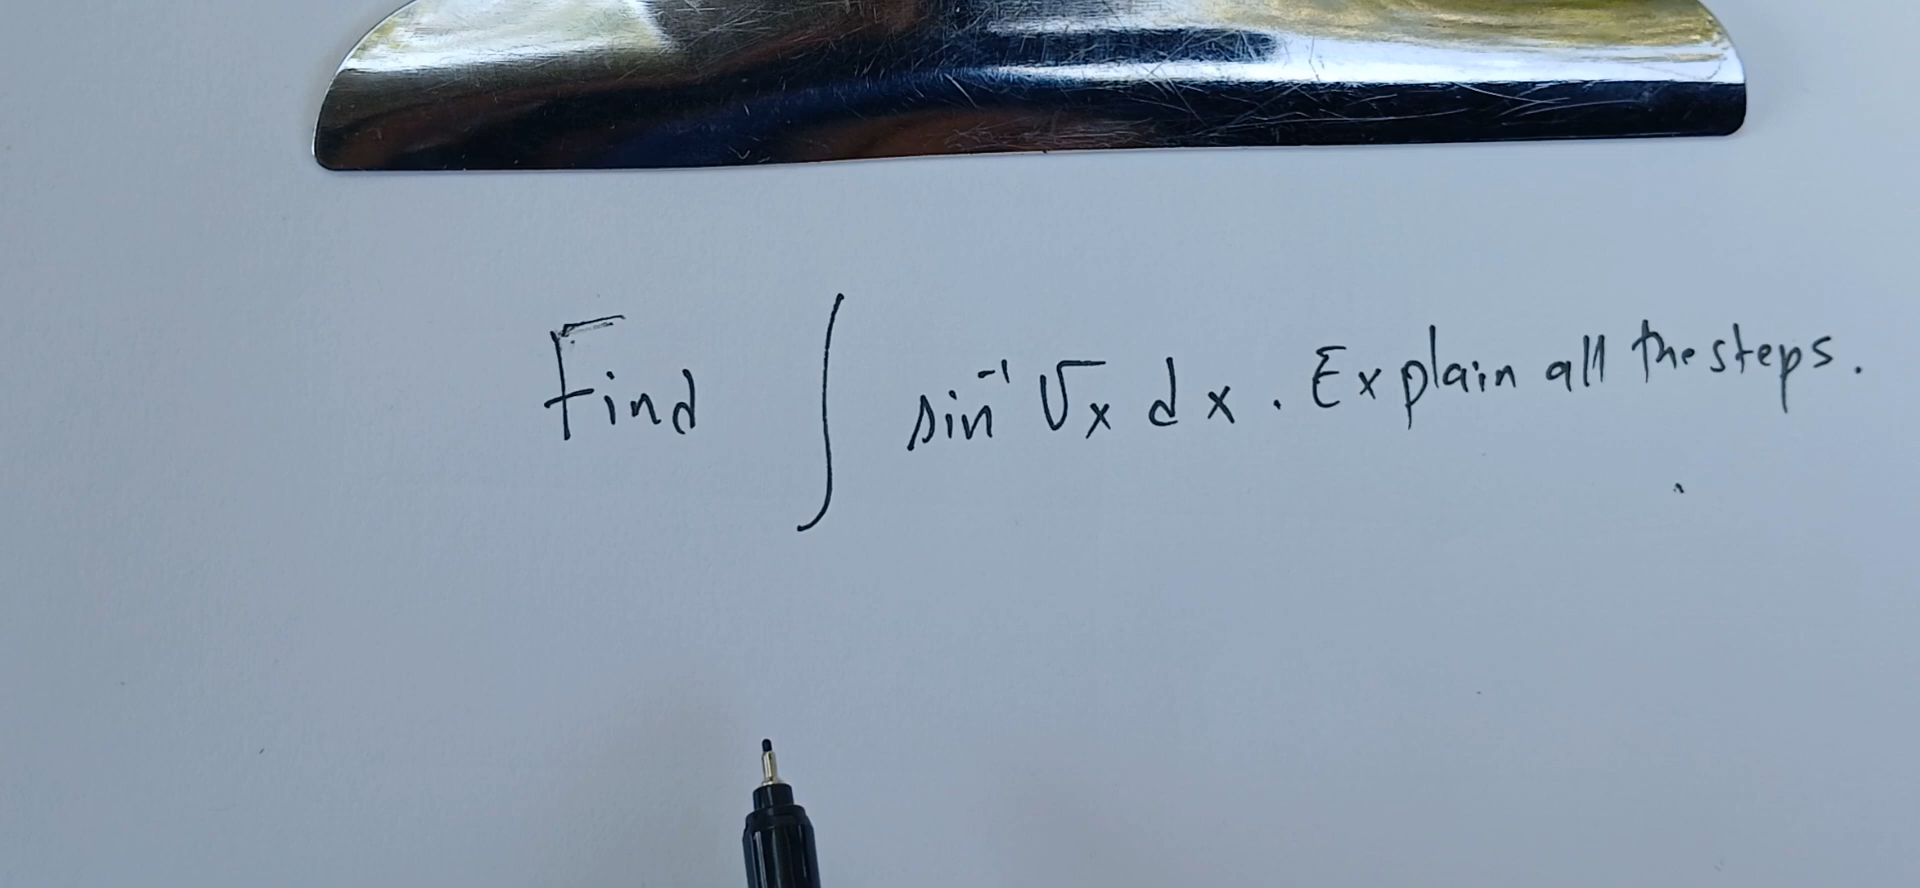 Find ∫ sin⁻¹ √x dx. Explain all the steps.